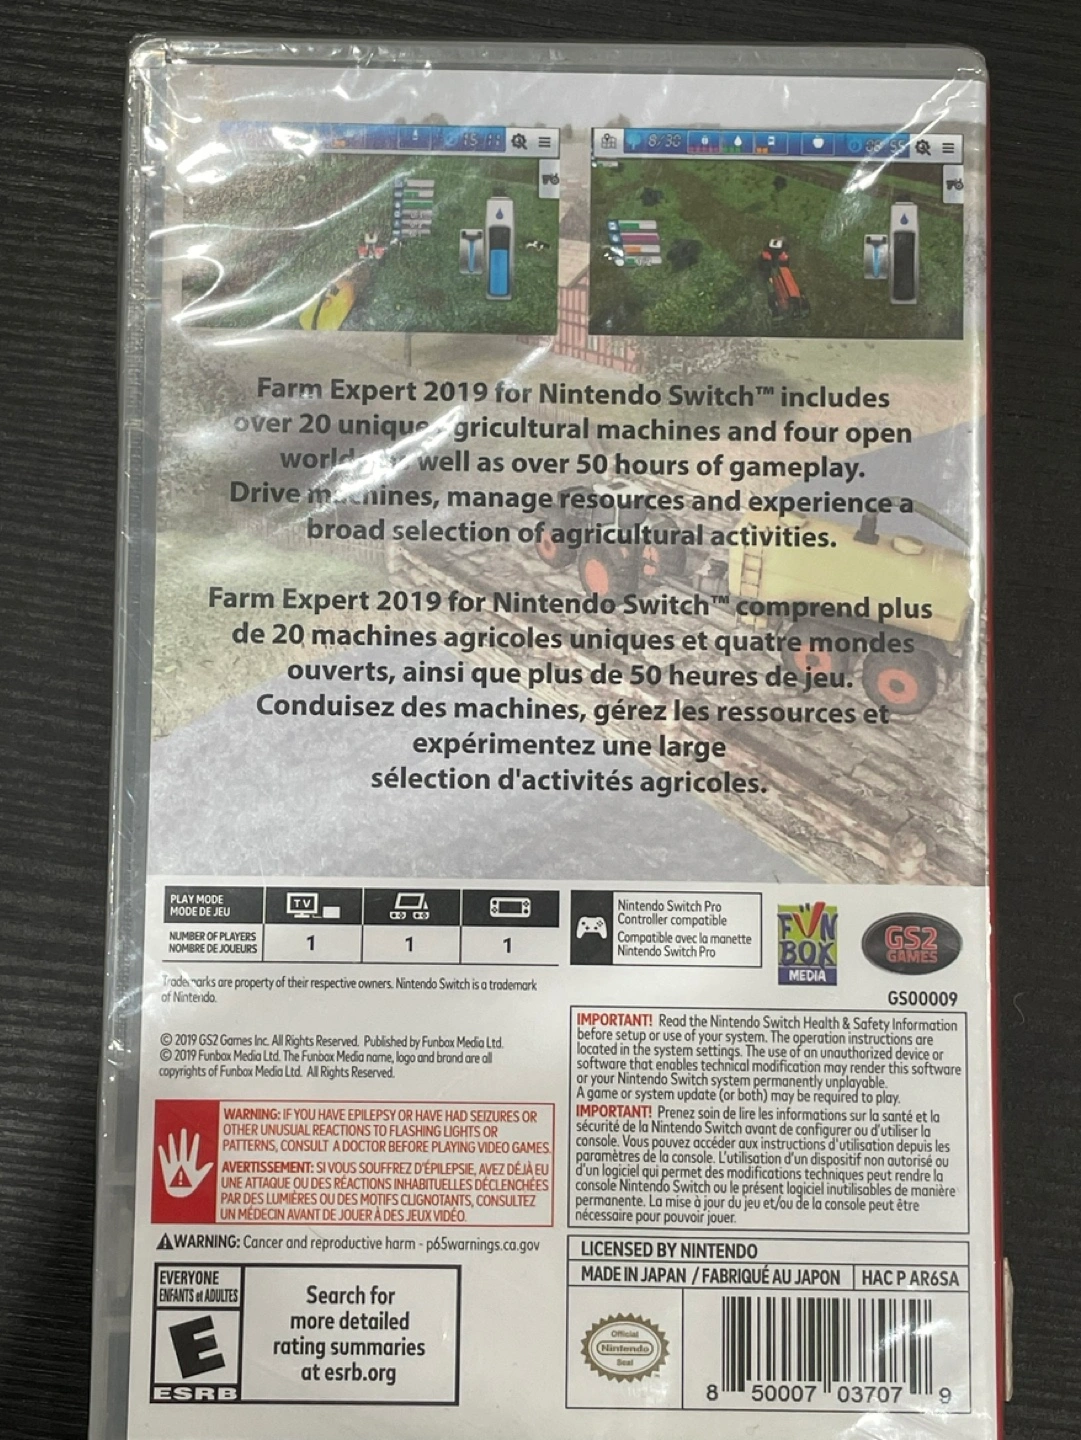 15:11
8/30
Farm Expert 2019 for Nintendo Switch™ includes
over 20 unique agricultural machines and four open
well as over 50 hours of gameplay.
Drive machines, manage resources and experience a
broad selection of agricultural activities.
Farm Expert 2019 for Nintendo Switch™ comprend plus
de 20 machines agricoles uniques et quatre mondes
ouverts, ainsi que plus de 50 heures de jeu.
Conduisez des machines, gérez les ressources et
expérimentez une large
sélection d'activités agricoles.
PLAY MODE
MODE DE JEU
TV
NUMBER OF PLAYERS
NOMBRE DE JOUEURS
1
1
1
Nintendo Switch Pro
Controller compatible
Compatible avec la manette
Nintendo Switch Pro
FUN
BOX
MEDIA
GS2
GAMES
GS00009
Trademarks are property of their respective owners. Nintendo Switch is a trademark
of Nintendo.
© 2019 GS2 Games Inc. All Rights Reserved. Published by Funbox Media Ltd.
© 2019 Funbox Media Ltd. The Funbox Media name, logo and brand are all
copyrights of Funbox Media Ltd. All Rights Reserved.
WARNING: IF YOU HAVE EPILEPSY OR HAVE HAD SEIZURES OR
OTHER UNUSUAL REACTIONS TO FLASHING LIGHTS OR
PATTERNS, CONSULT A DOCTOR BEFORE PLAYING VIDEO GAMES.
AVERTISSEMENT: SI VOUS SOUFFREZ D'ÉPILEPSIE, AVEZ DÉJÀ EU
UNE ATTAQUE OU DES RÉACTIONS INHABITUELLES DÉCLENCHÉES
PAR DES LUMIÈRES OU DES MOTIFS CLIGNOTANTS, CONSULTEZ
UN MÉDECIN AVANT DE JOUER À DES JEUX VIDÉO.
WARNING: Cancer and reproductive harm - p65warnings.ca.gov
IMPORTANT! Read the Nintendo Switch Health & Safety Information
before setup or use of your system. The operation instructions are
located in the system settings. The use of an unauthorized device or
software that enables technical modification may render this software
or your Nintendo Switch system permanently unplayable.
A game or system update (or both) may be required to play.
IMPORTANT! Prenez soin de lire les informations sur la santé et la
sécurité de la Nintendo Switch avant de configurer ou d'utiliser la
console. Vous pouvez accéder aux instructions d'utilisation depuis les
paramètres de la console. L'utilisation d'un dispositif non autorisé ou
d'un logiciel qui permet des modifications techniques peut rendre la
console Nintendo Switch ou le présent logiciel inutilisables de manière
permanente. La mise à jour du jeu et/ou de la console peut être
nécessaire pour pouvoir jouer.
EVERYONE
ENFANTS et ADULTES
E
ESRB
Search for
more detailed
rating summaries
at esrb.org
LICENSED BY NINTENDO
MADE IN JAPAN / FABRIQUÉ AU JAPON
HAC P AR6SA
Official
Nintendo
Seal
8 50007 03707 9